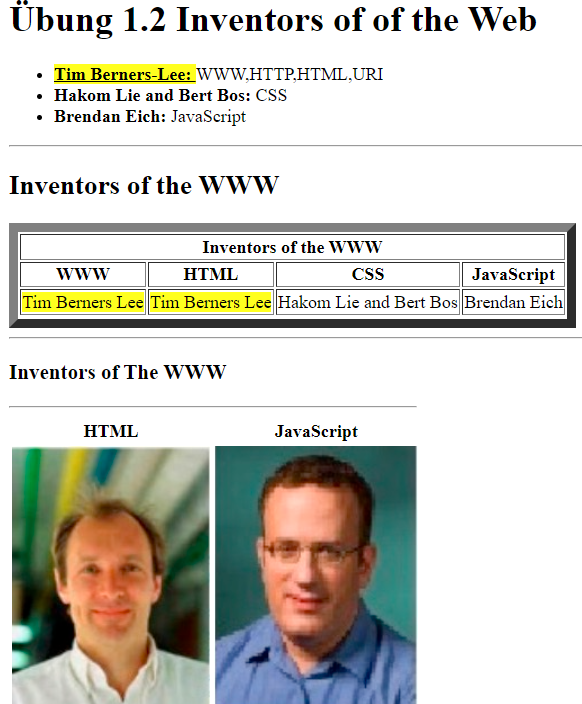 Übung 1.2 Inventors of of the Web
Tim Berners-Lee: WWW,HTTP,HTML,URI
Hakom Lie and Bert Bos: CSS
Brendan Eich: JavaScript
Inventors of the WWW
Inventors of the WWW
WWW HTML CSS JavaScript
Tim Berners Lee Tim Berners Lee Hakom Lie and Bert Bos Brendan Eich
Inventors of The WWW
HTML JavaScript